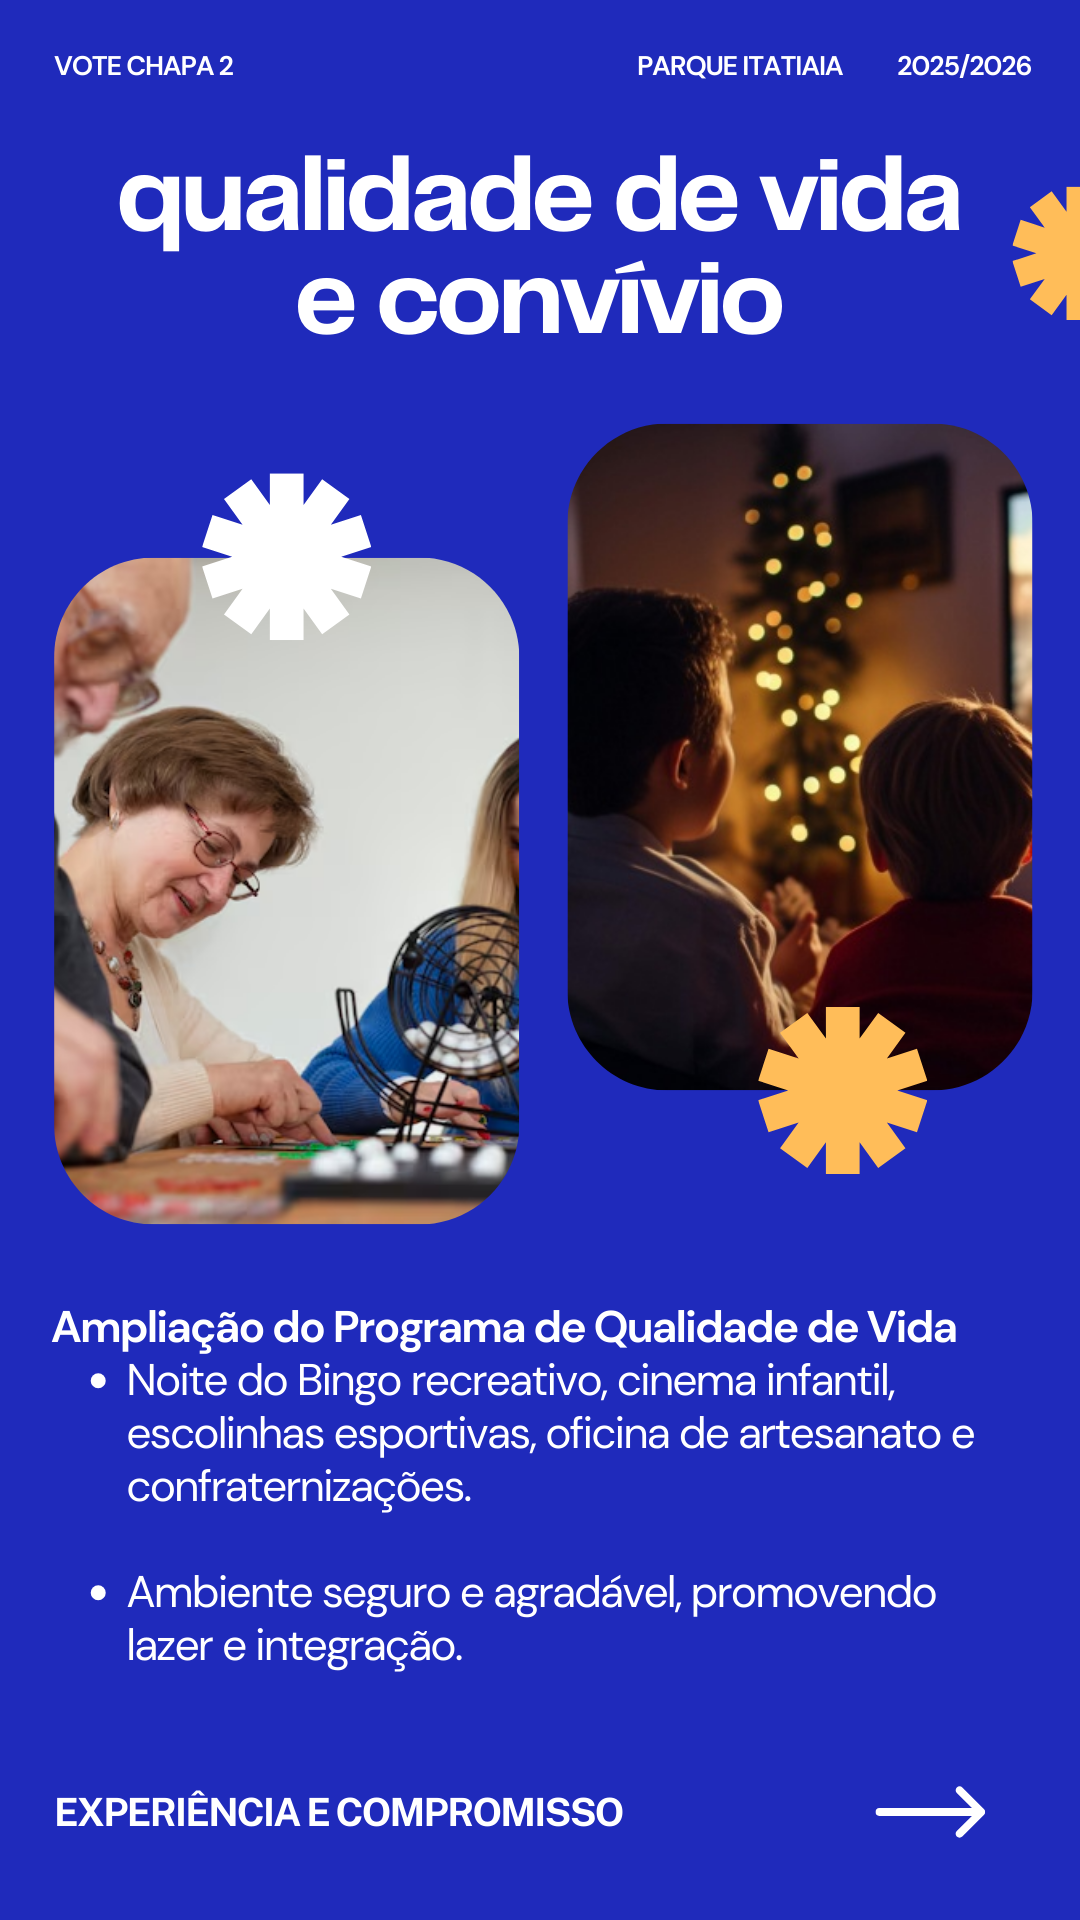 VOTE CHAPA 2
PARQUE ITATIAIA
2025/2026
qualidade de vida
e convívio
Ampliação do Programa de Qualidade de Vida
• Noite do Bingo recreativo, cinema infantil,
escolinhas esportivas, oficina de artesanato e
confraternizações.
• Ambiente seguro e agradável, promovendo
lazer e integração.
EXPERIÊNCIA E COMPROMISSO